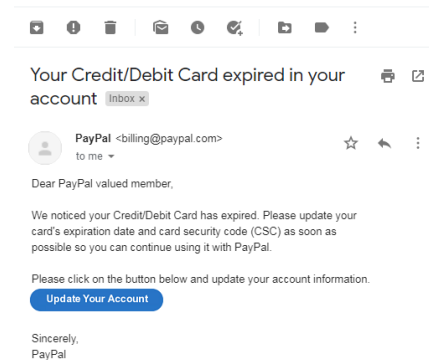 Your Credit/Debit Card expired in your
account Inbox x
PayPal <billing@paypal.com>
to me
Dear PayPal valued member,
We noticed your Credit/Debit Card has expired. Please update your
card's expiration date and card security code (CSC) as soon as
possible so you can continue using it with PayPal.
Please click on the button below and update your account information.
Update Your Account
Sincerely,
PayPal